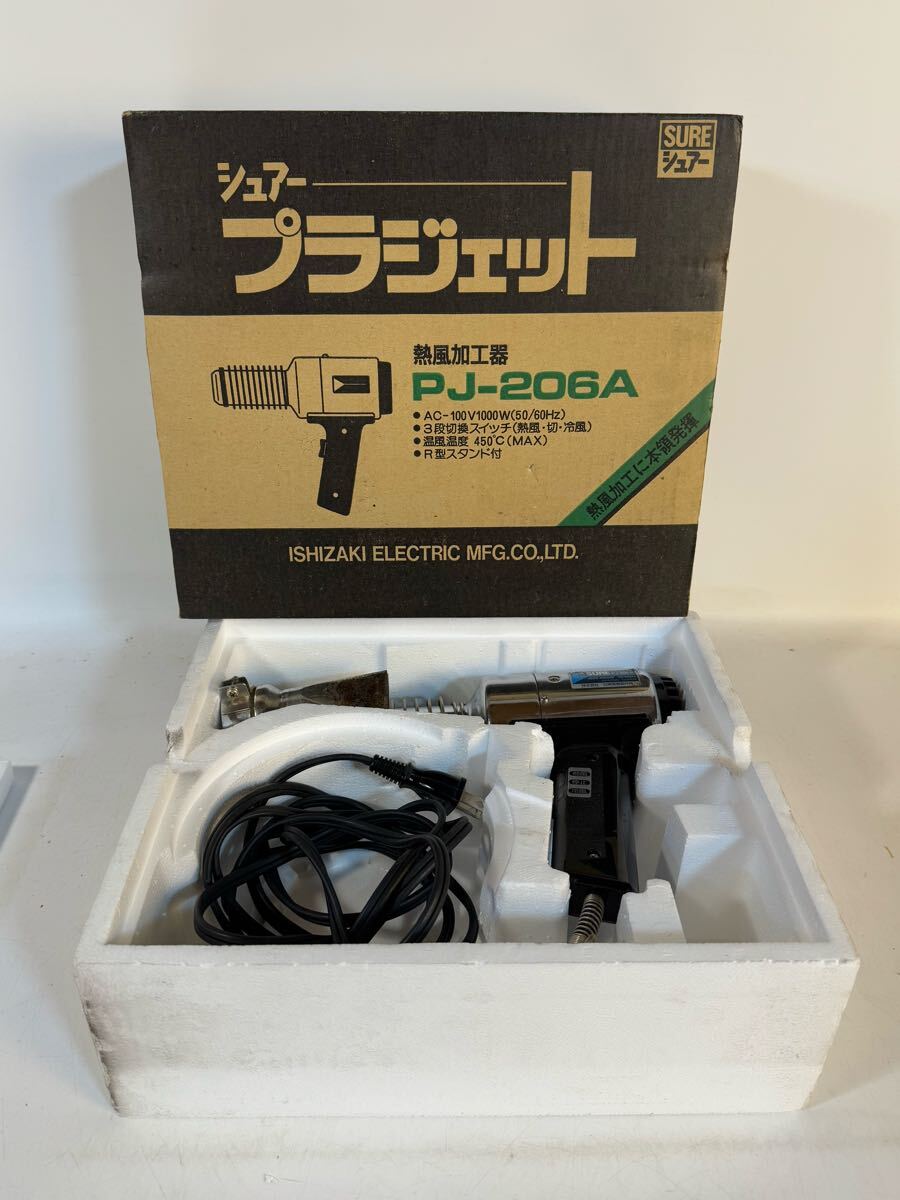 SURE
シュアー
シュアー
プラジェット
熱風加工器
PJ-206A
● AC-100V1000W(50/60Hz)
● 3段切換スイッチ(熱風・切・冷風)
● 温風温度 450℃(MAX)
● R型スタンド付
熱風加工に本領発揮
ISHIZAKI ELECTRIC MFG.CO.,LTD.
SURE